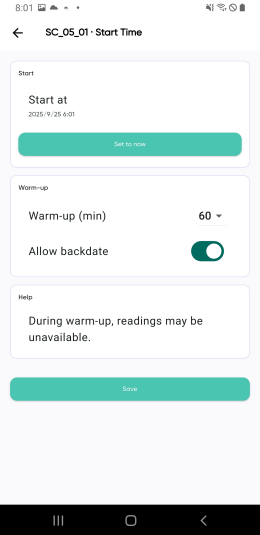 8:01
SC_05_01 · Start Time
Start
Start at
2025/9/25 6:01
Set to now
Warm-up
Warm-up (min)
60
Allow backdate
Help
During warm-up, readings may be
unavailable.
Save